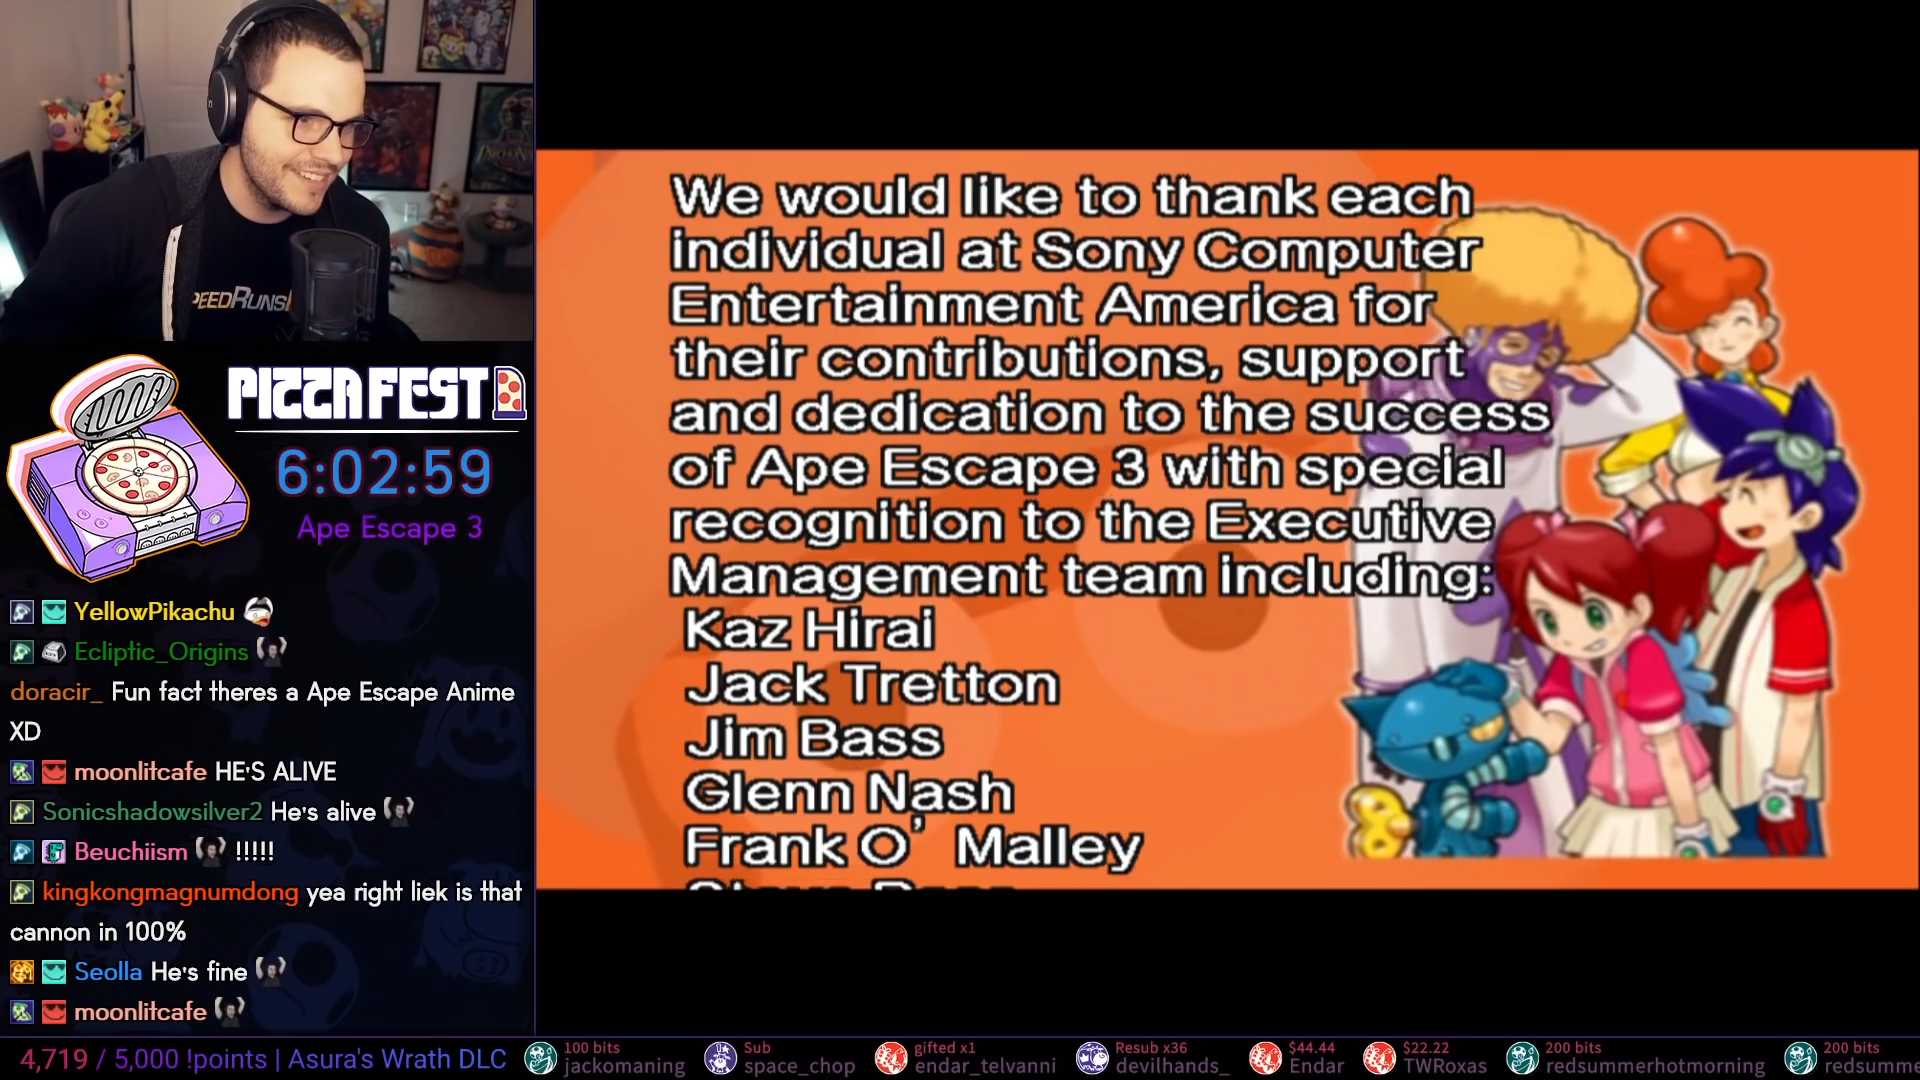 PEEDRUNS
PIZZA FEST
6:02:59
Ape Escape 3
YellowPikachu
Ecliptic_Origins
doracir_ Fun fact theres a Ape Escape Anime
XD
moonlitcafe HE'S ALIVE
Sonicshadowsilver2 He's alive
Beuchiism !!!!!
kingkongmagnumdong yea right liek is that
cannon in 100%
Seolla He's fine
moonlitcafe
We would like to thank each
individual at Sony Computer
Entertainment America for
their contributions, support
and dedication to the success
of Ape Escape 3 with special
recognition to the Executive
Management team including:
Kaz Hirai
Jack Tretton
Jim Bass
Glenn Nash
Frank O' Malley
4,719 / 5,000 !points | Asura's Wrath DLC
100 bits
jackomaning
Sub
space_chop
gifted x1
endar_telvanni
Resub x36
devilhands_
$44.44
Endar
$22.22
TWRoxas
200 bits
redsummerhotmorning
200 bits
redsumme